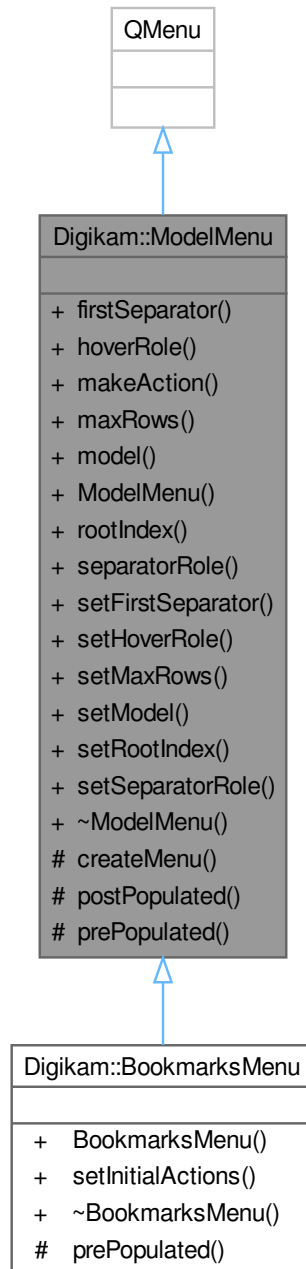 QMenu
Digikam::ModelMenu
+ firstSeparator()
+ hoverRole()
+ makeAction()
+ maxRows()
+ model()
+ ModelMenu()
+ rootIndex()
+ separatorRole()
+ setFirstSeparator()
+ setHoverRole()
+ setMaxRows()
+ setModel()
+ setRootIndex()
+ setSeparatorRole()
+ ~ModelMenu()
# createMenu()
# postPopulated()
# prePopulated()
Digikam::BookmarksMenu
+ BookmarksMenu()
+ setInitialActions()
+ ~BookmarksMenu()
# prePopulated()